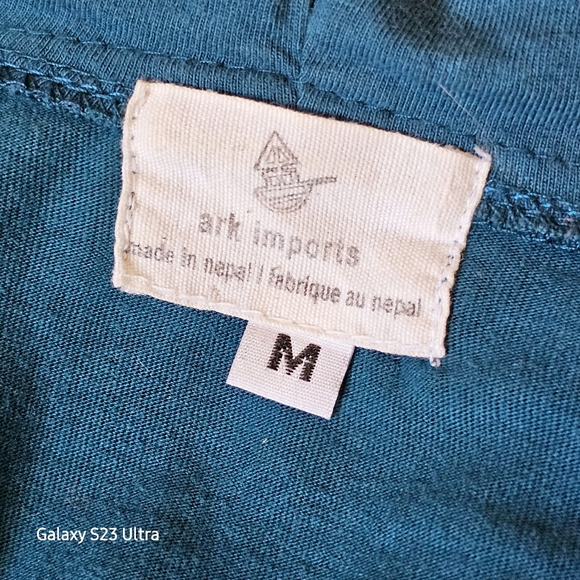 ark imports
made in nepal / fabrique au nepal
M
Galaxy S23 Ultra